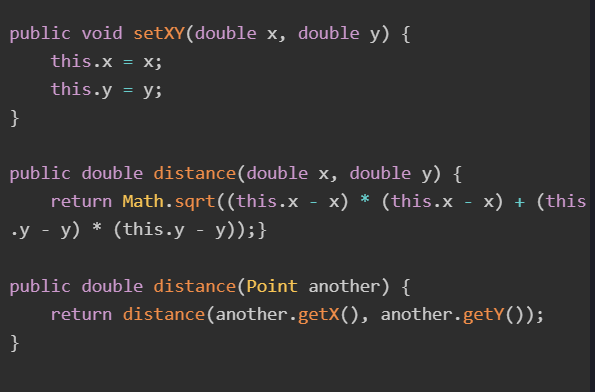 public void setXY(double x, double y) {
    this.x = x;
    this.y = y;
}

public double distance(double x, double y) {
    return Math.sqrt((this.x - x) * (this.x - x) + (this
.y - y) * (this.y - y));}

public double distance(Point another) {
    return distance(another.getX(), another.getY());
}